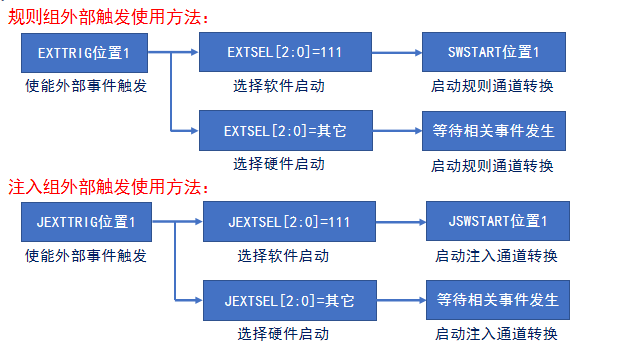 规则组外部触发使用方法:
EXTTRIG位置1
EXTSEL[2:0]=111
SWSTART位置1
使能外部事件触发
选择软件启动
启动规则通道转换
EXTSEL[2:0]=其它
等待相关事件发生
选择硬件启动
启动规则通道转换
注入组外部触发使用方法:
JEXTTRIG位置1
JEXTSEL[2:0]=111
JSWSTART位置1
使能外部事件触发
选择软件启动
启动注入通道转换
JEXTSEL[2:0]=其它
等待相关事件发生
选择硬件启动
启动注入通道转换